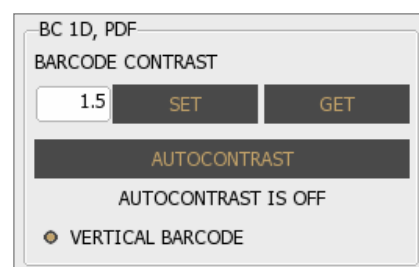 BC 1D, PDF
BARCODE CONTRAST
1.5 SET GET
AUTOCONTRAST
AUTOCONTRAST IS OFF
VERTICAL BARCODE